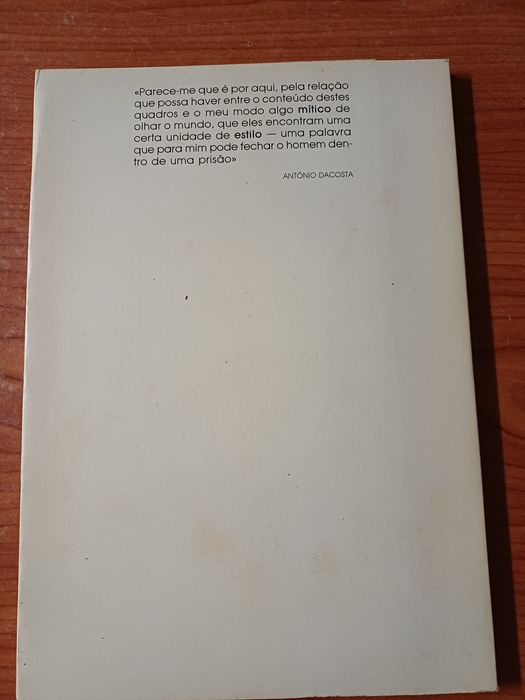 «Parece-me que é por aqui, pela relação
que possa haver entre o conteúdo destes
quadros e o meu modo algo mítico de
olhar o mundo, que eles encontram uma
certa unidade de estilo — uma palavra
que para mim pode fechar o homem den-
tro de uma prisão»
ANTÓNIO DACOSTA